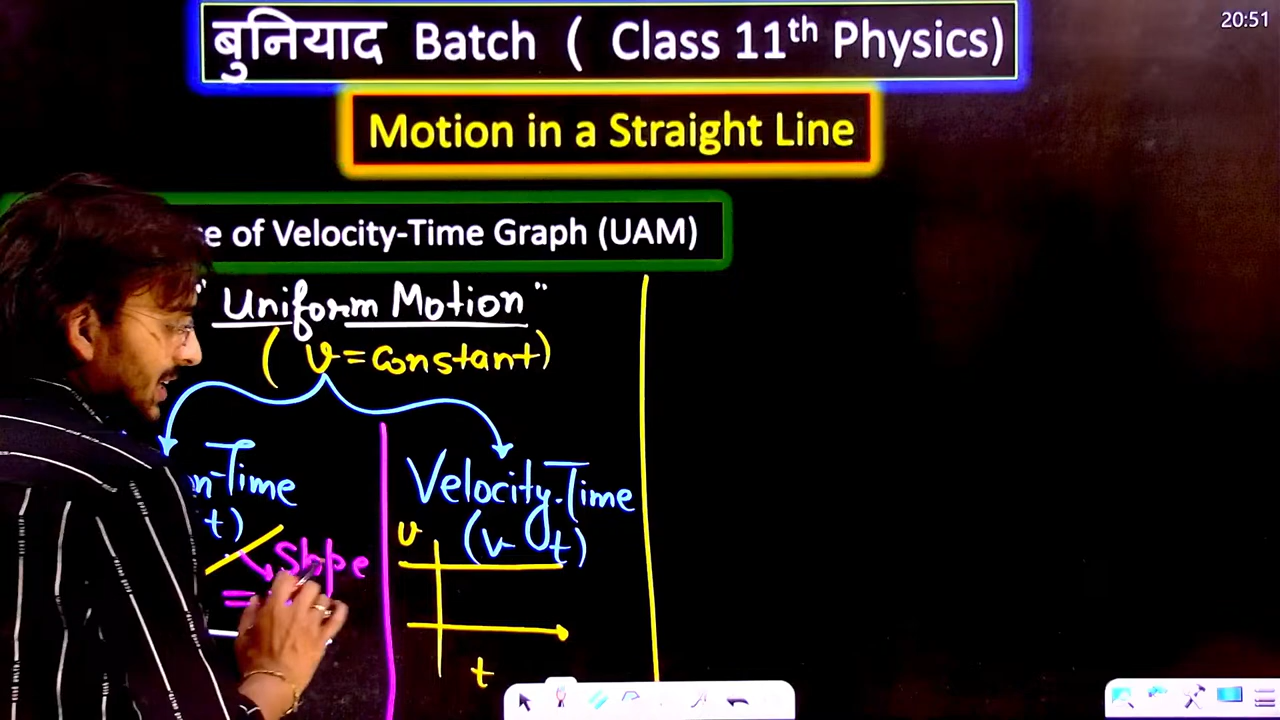 20:51
बुनियाद Batch ( Class 11th Physics)
Motion in a Straight Line
of Velocity-Time Graph (UAM)
"Uniform Motion"
( v = constant)
Time
t)
Slope
=
Velocity-Time
(v t)
v
t